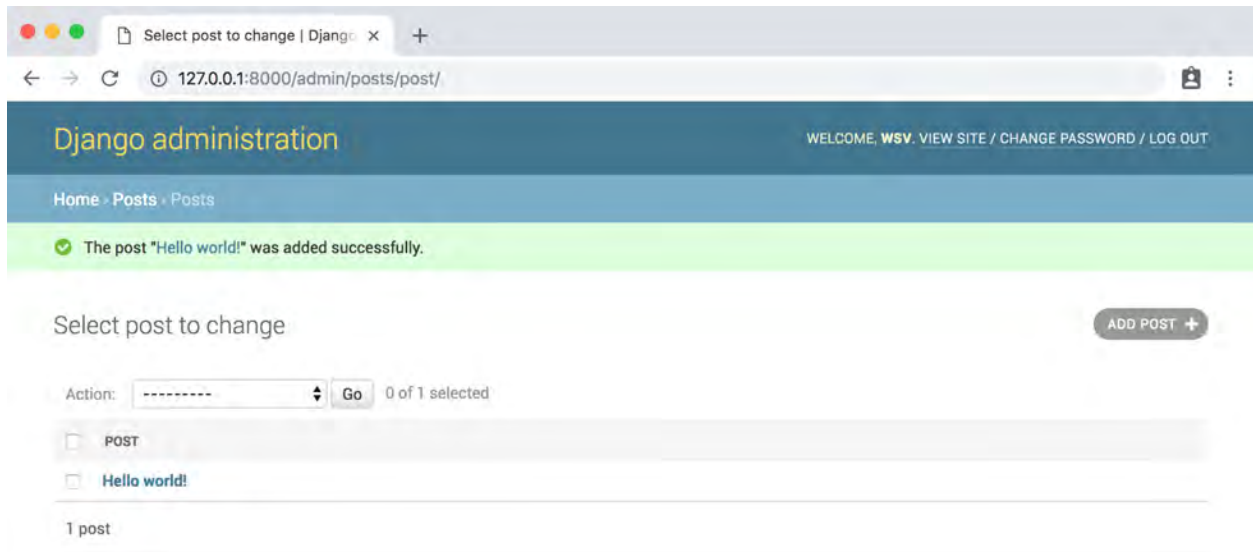 Select post to change | Django
127.0.0.1:8000/admin/posts/post/
Django administration
WELCOME, WSV. VIEW SITE / CHANGE PASSWORD / LOG OUT
Home › Posts › Posts
The post "Hello world!" was added successfully.
Select post to change
ADD POST +
Action: --------- Go 0 of 1 selected
POST
Hello world!
1 post